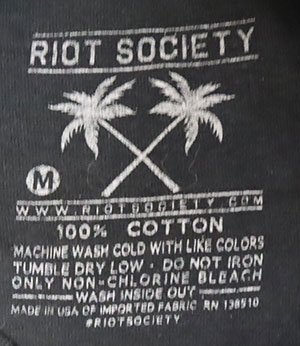 RIOT SOCIETY
M
WWW.RIOTSOCIETY.COM
100% COTTON
MACHINE WASH COLD WITH LIKE COLORS
TUMBLE DRY LOW · DO NOT IRON
ONLY NON-CHLORINE BLEACH
WASH INSIDE OUT
MADE IN USA OF IMPORTED FABRIC RN 138510
#RIOTSOCIETY